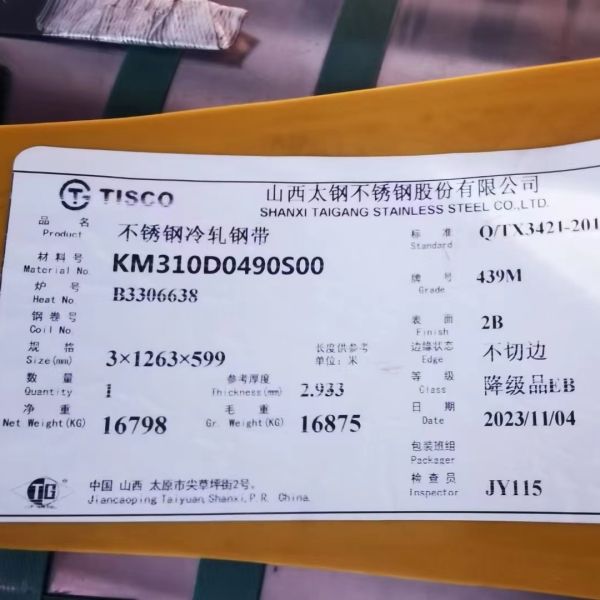 TISCO
山西太钢不锈钢股份有限公司
SHANXI TAIGANG STAINLESS STEEL CO.,LTD.
品名 不锈钢冷轧钢带 标准 Q/TX3421-201
Product Standard
材料号 KM310D0490S00 牌号 439M
Material No. Grade
炉号 B3306638
Heat No
钢卷号 表面 2B
Coil No. Finish
规格 3×1263×599 长度供参考 边缘状态 不切边
Size(mm) 单位：米 Edge
数量 1 参考厚度 2.933 等级 降级品EB
Quantity Thickness(mm) Class
净重 16798 毛重 16875 日期 2023/11/04
Net Weight(KG) Gr. Weight(KG) Date
包装班组
Packager
中国 山西 太原市尖草坪街2号。 检查员 JY115
Jiancaoping Taiyuan,Shanxi,P.R. China. Inspector
TG